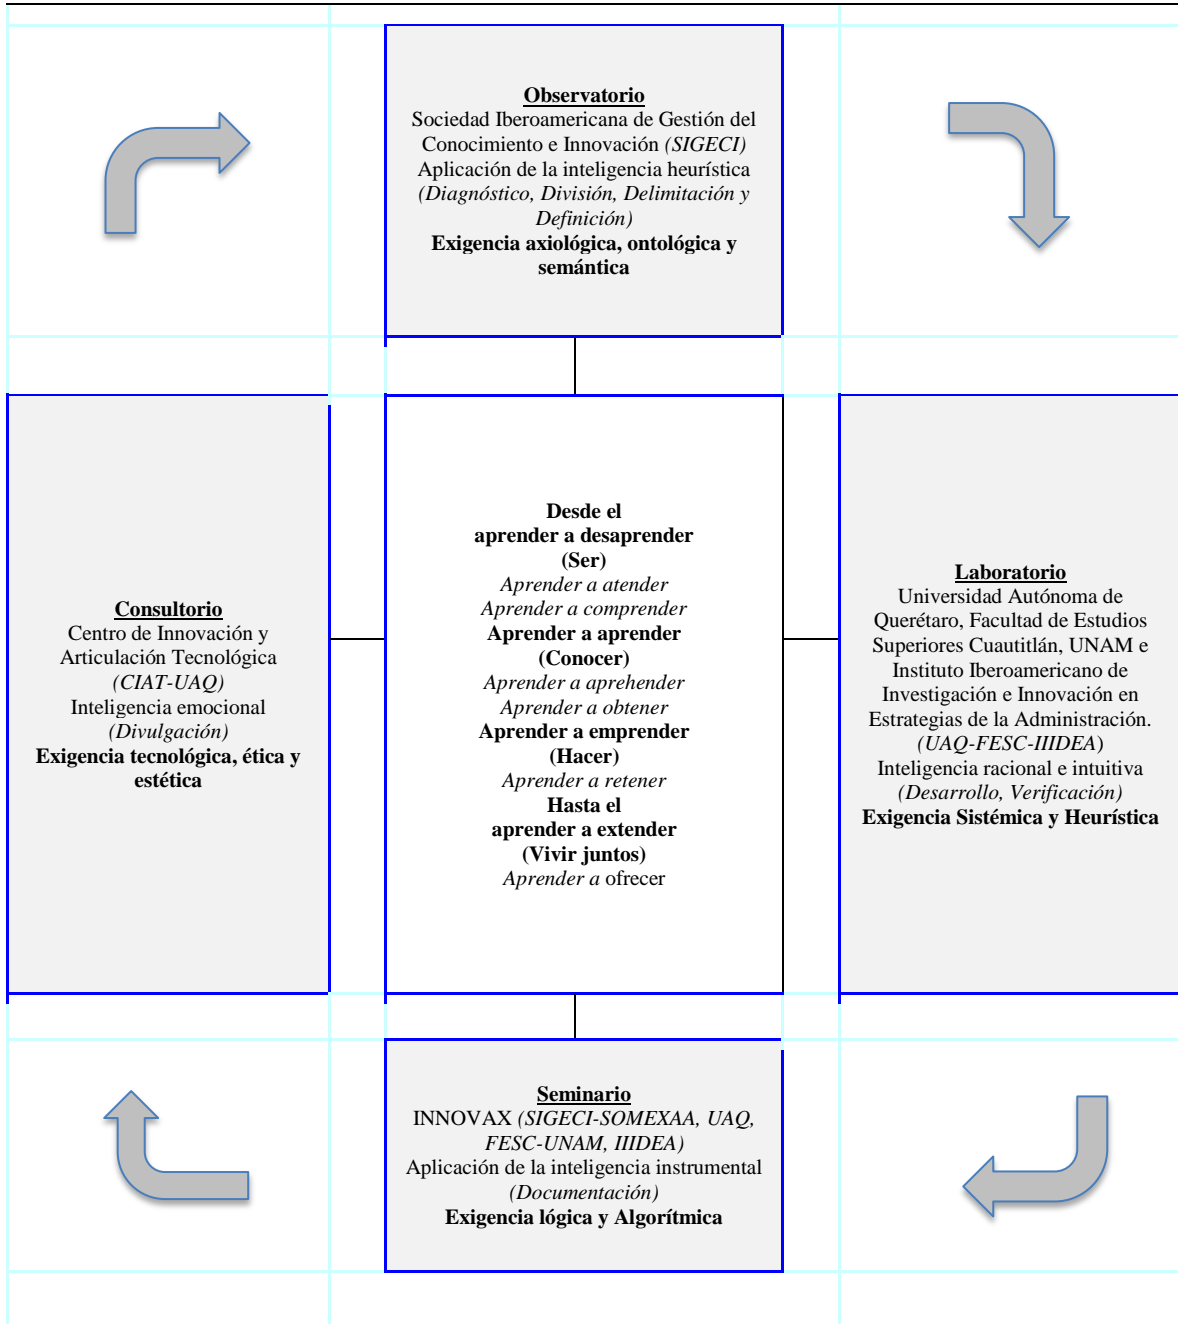 Observatorio
Sociedad Iberoamericana de Gestión del
Conocimiento e Innovación (SIGECI)
Aplicación de la inteligencia heurística
(Diagnóstico, División, Delimitación y
Definición)
Exigencia axiológica, ontológica y
semántica
Consultorio
Centro de Innovación y
Articulación Tecnológica
(CIAT-UAQ)
Inteligencia emocional
(Divulgación)
Exigencia tecnológica, ética y
estética
Desde el
aprender a desaprender
(Ser)
Aprender a atender
Aprender a comprender
Aprender a aprender
(Conocer)
Aprender a aprehender
Aprender a obtener
Aprender a emprender
(Hacer)
Aprender a retener
Hasta el
aprender a extender
(Vivir juntos)
Aprender a ofrecer
Laboratorio
Universidad Autónoma de
Querétaro, Facultad de Estudios
Superiores Cuautitlán, UNAM e
Instituto Iberoamericano de
Investigación e Innovación en
Estrategias de la Administración.
(UAQ-FESC-IIIDEA)
Inteligencia racional e intuitiva
(Desarrollo, Verificación)
Exigencia Sistémica y Heurística
Seminario
INNOVAX (SIGECI-SOMEXAA, UAQ,
FESC-UNAM, IIIDEA)
Aplicación de la inteligencia instrumental
(Documentación)
Exigencia lógica y Algorítmica